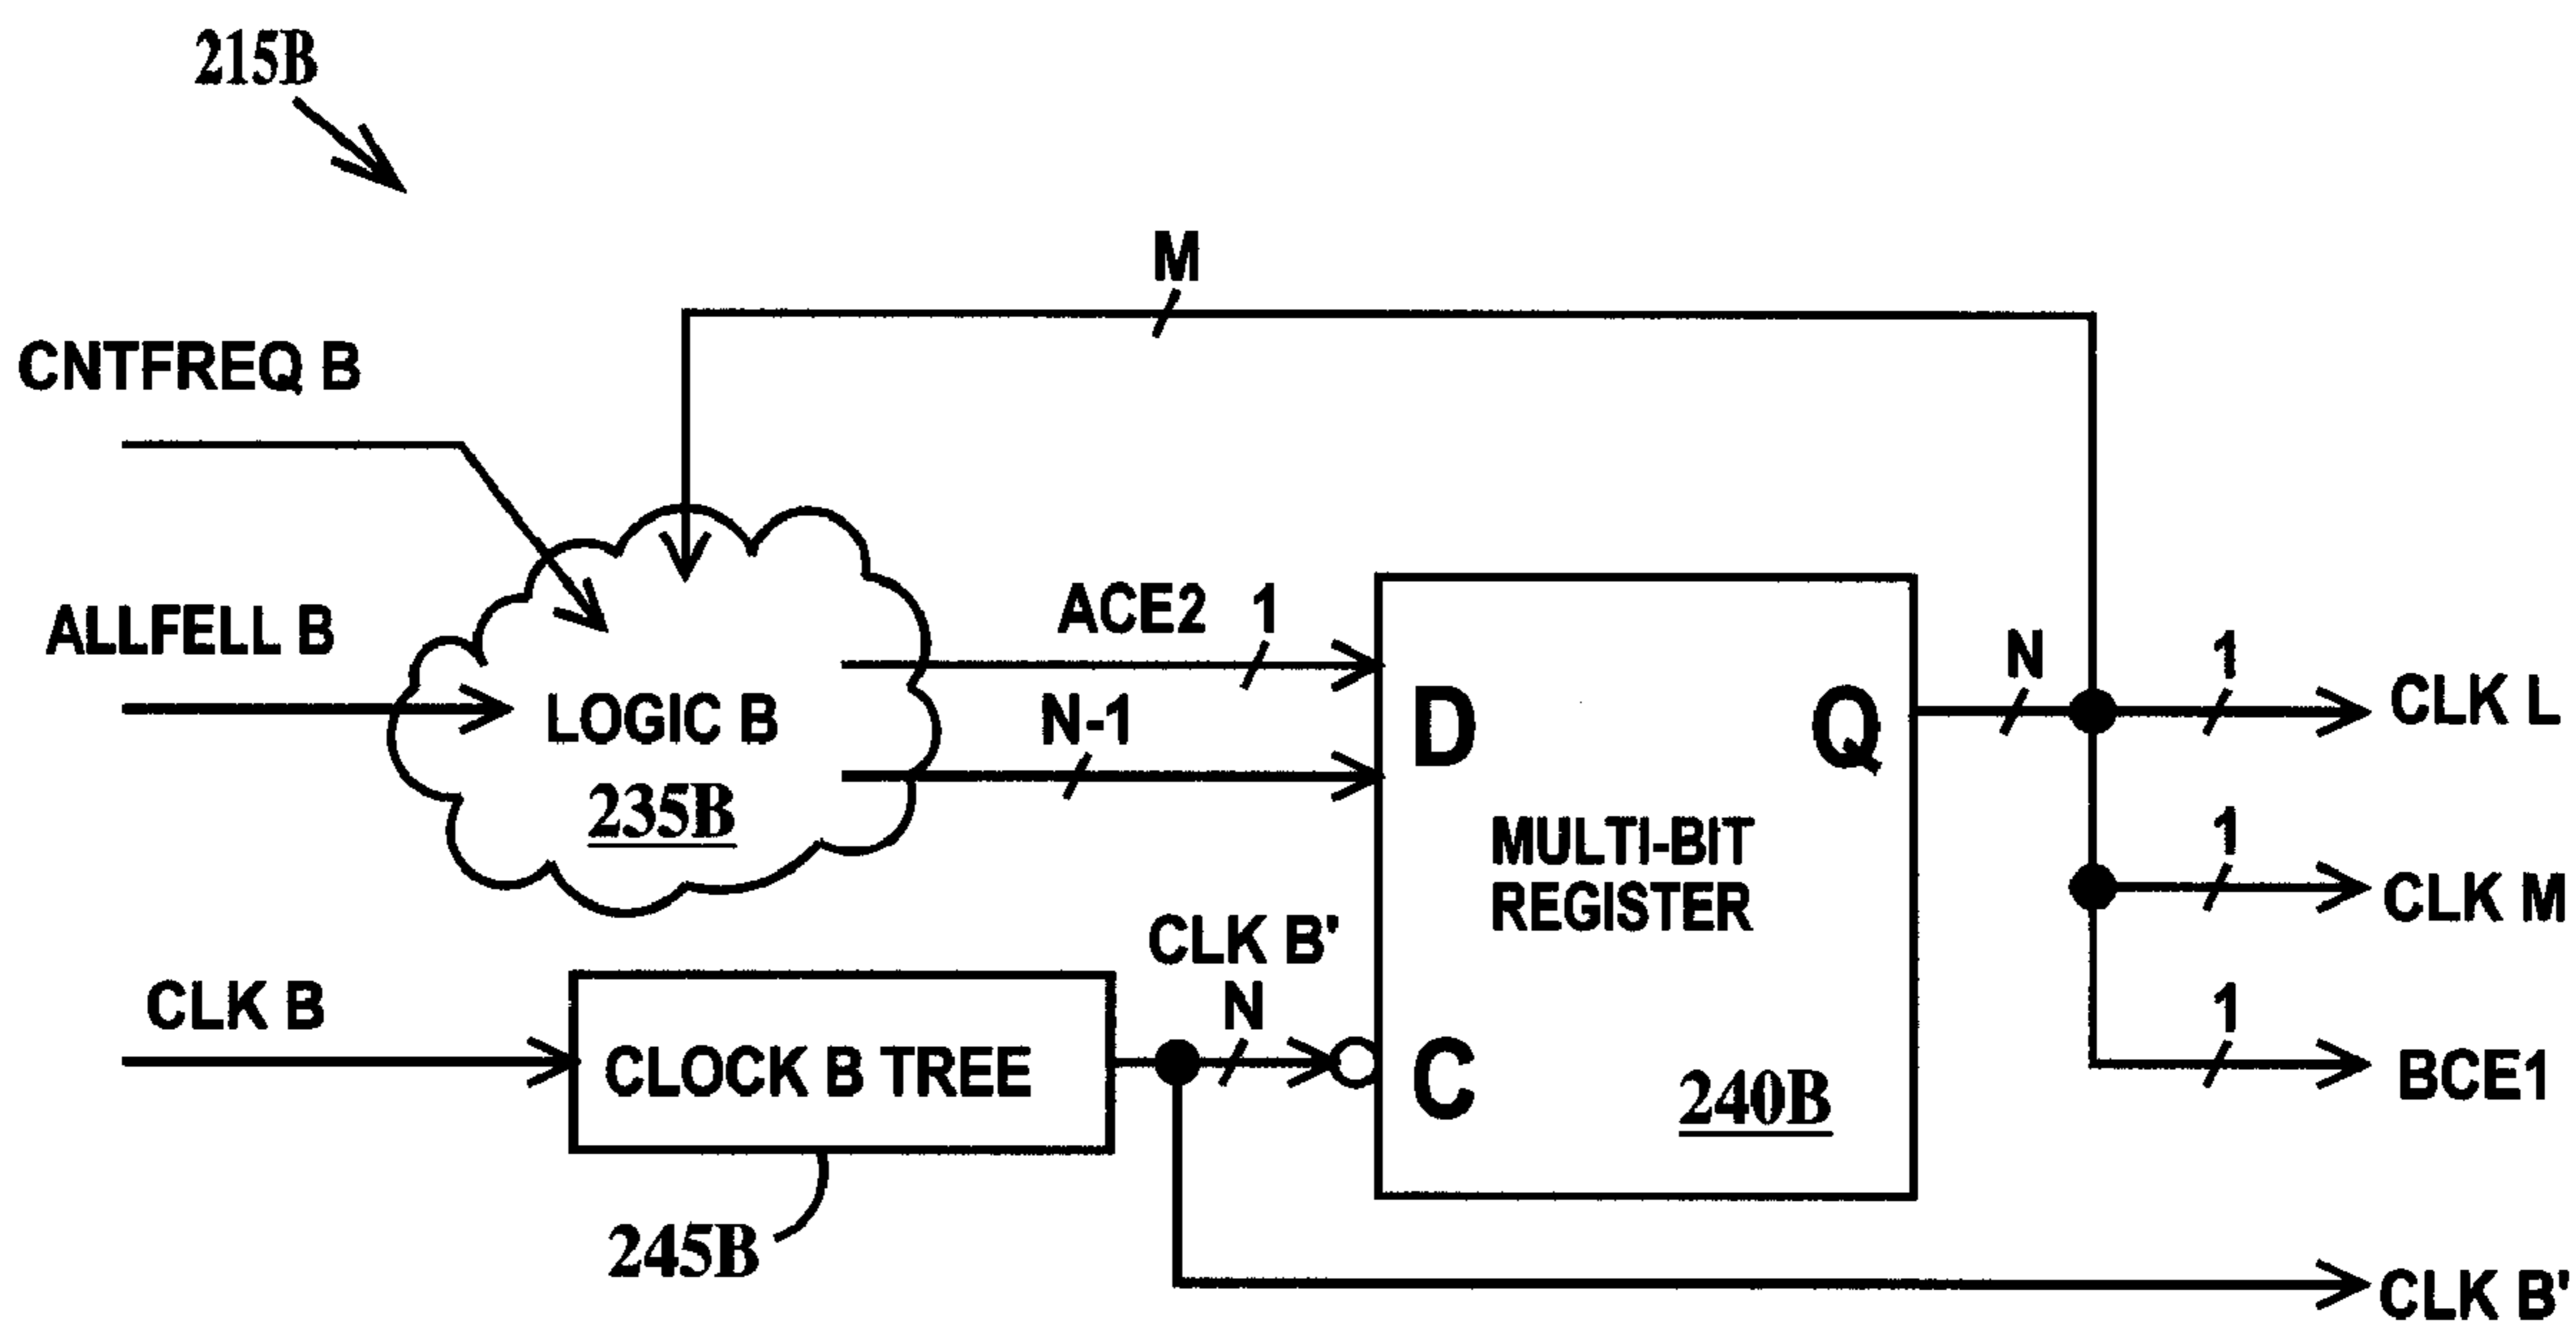 215B
M
CNTFREQ B
ALLFELL B
ACE2 1
N-1
LOGIC B
235B
D
Q
N
1
CLK L
MULTI-BIT
REGISTER
1
CLK M
CLK B'
N
CLK B
CLOCK B TREE
C
240B
1
BCE1
245B
CLK B'